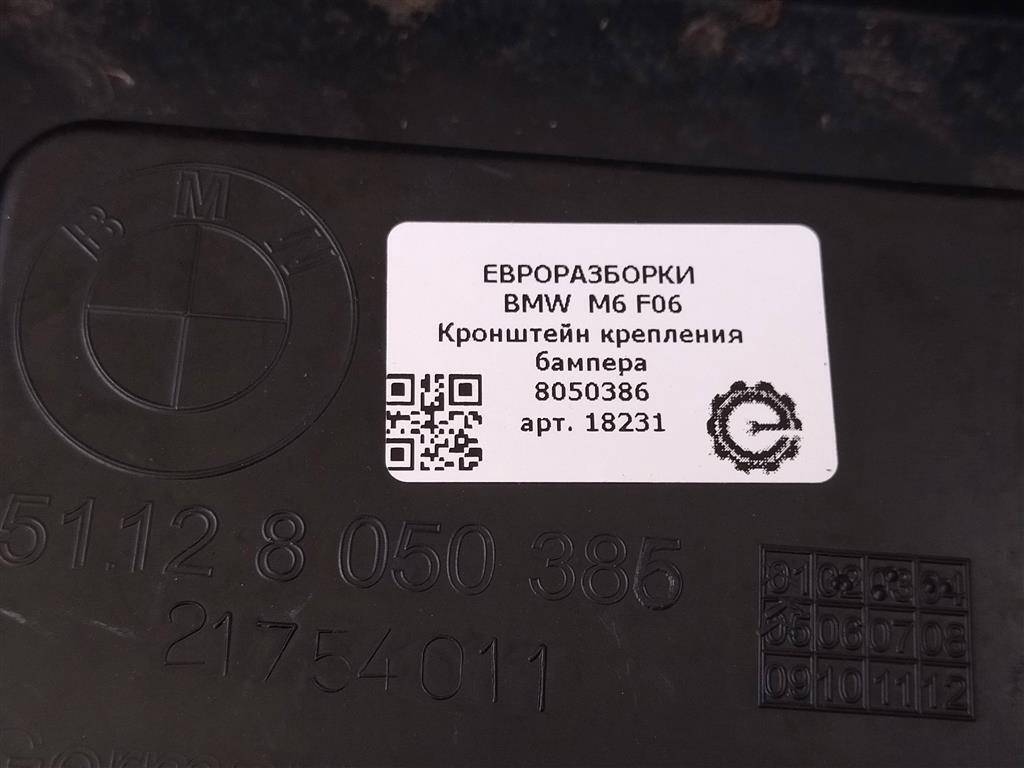 BMW
ЕВРОРАЗБОРКИ
BMW M6 F06
Кронштейн крепления
бампера
8050386
арт. 18231
51.12 8 050 385
21754011
01 02 03
05 06 07 08
09 10 11 12